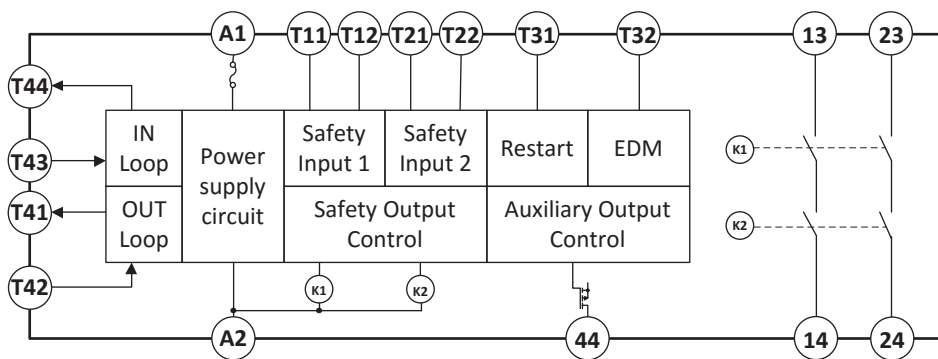 A1 T11 T12 T21 T22 T31 T32 13 23
T44
T43
T41
T42
IN
Loop
OUT
Loop
Power
supply
circuit
Safety
Input 1
Safety
Input 2
Restart
EDM
Safety Output
Control
Auxiliary Output
Control
K1
K2
K1
K2
A2 44 14 24